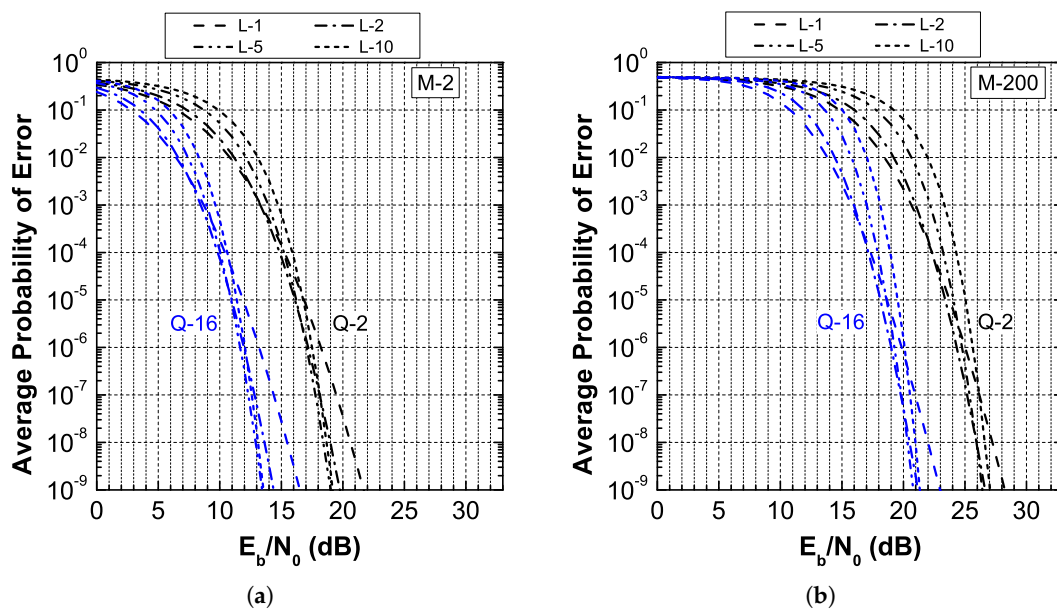 L-1 L-2
L-5 L-10
M-2
Average Probability of Error
10^0
10^-1
10^-2
10^-3
10^-4
10^-5
10^-6
10^-7
10^-8
10^-9
Q-16 Q-2
0 5 10 15 20 25 30
E_b/N_0 (dB)
(a)
L-1 L-2
L-5 L-10
M-200
Average Probability of Error
10^0
10^-1
10^-2
10^-3
10^-4
10^-5
10^-6
10^-7
10^-8
10^-9
Q-16 Q-2
0 5 10 15 20 25 30
E_b/N_0 (dB)
(b)